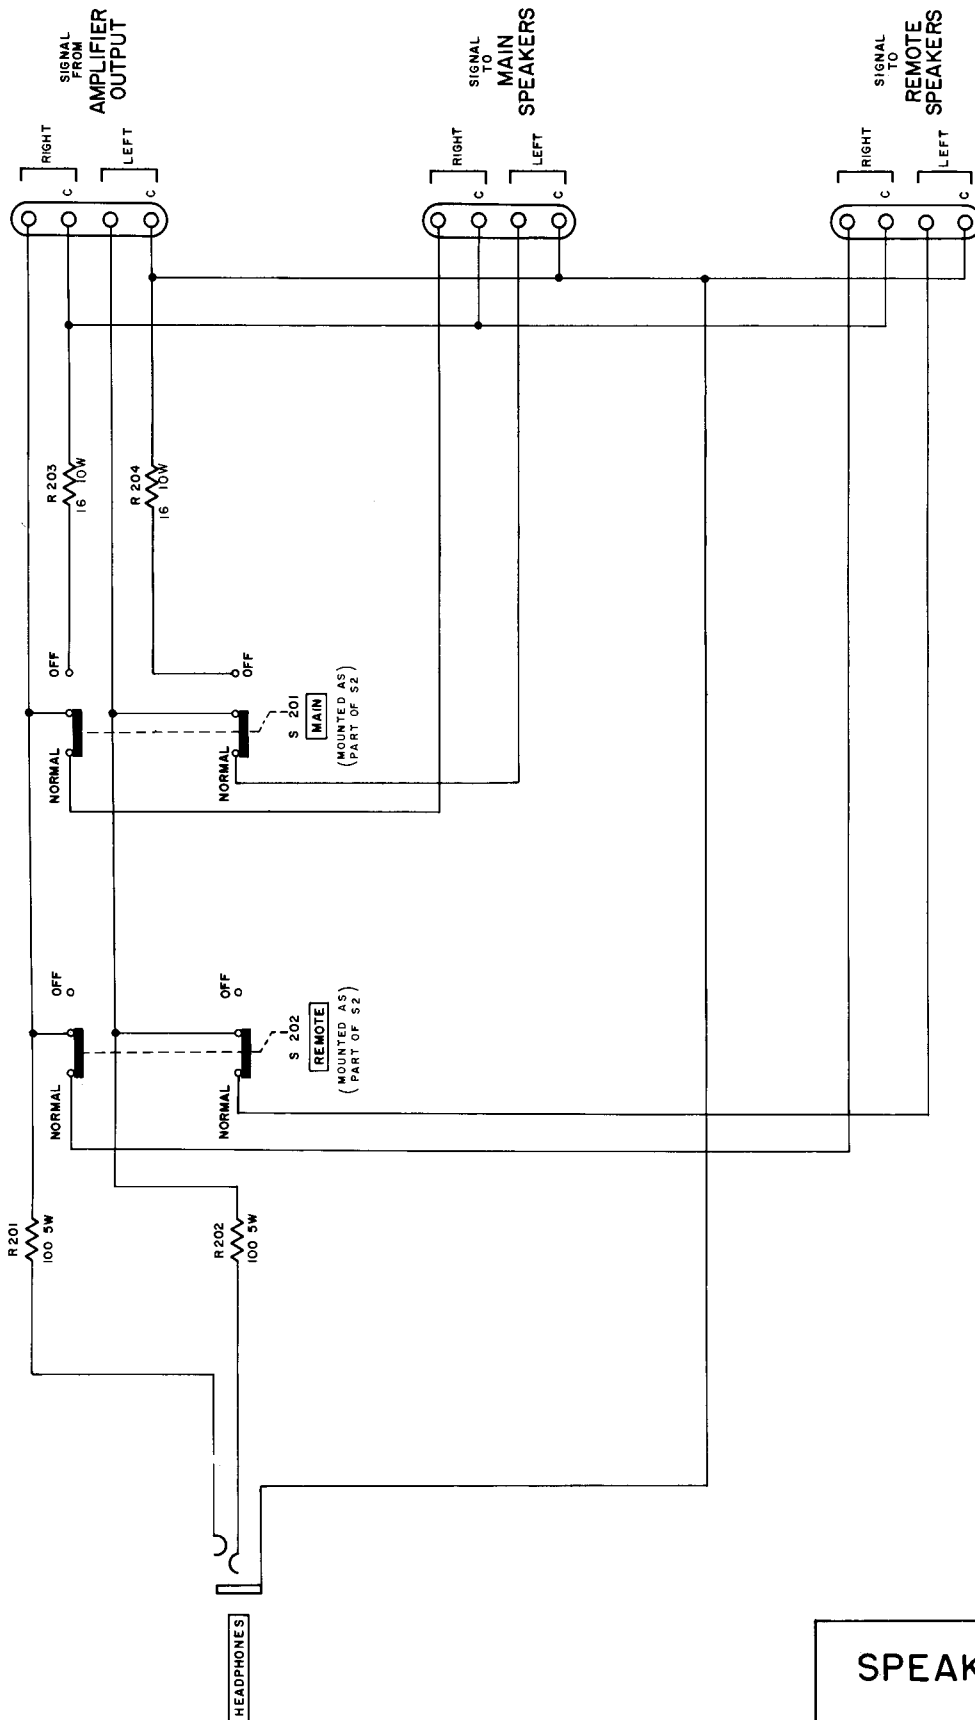 SIGNAL
FROM
AMPLIFIER
OUTPUT
RIGHT
C
LEFT
C
SIGNAL
TO
MAIN
SPEAKERS
RIGHT
C
LEFT
C
SIGNAL
TO
REMOTE
SPEAKERS
RIGHT
C
LEFT
C
R 203
16 10W
R 204
16 10W
OFF
NORMAL
OFF
NORMAL
S 201
MAIN
(MOUNTED AS
PART OF S2)
OFF
NORMAL
OFF
NORMAL
S 202
REMOTE
(MOUNTED AS
PART OF S2)
R201
100 5W
R202
100 5W
HEADPHONES
SPEAK